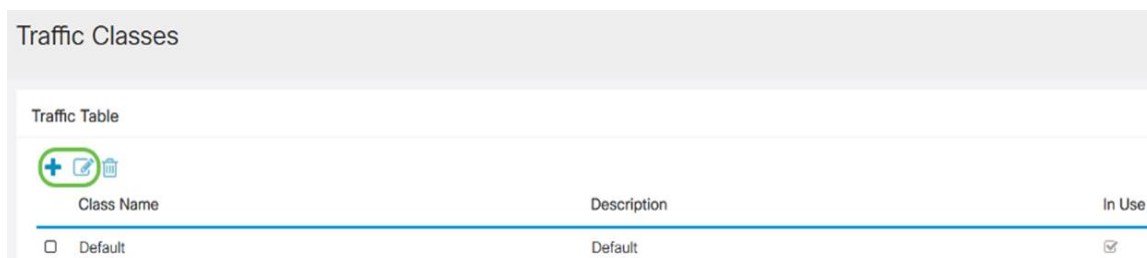 Traffic Classes
Traffic Table
Class Name Description In Use
Default Default